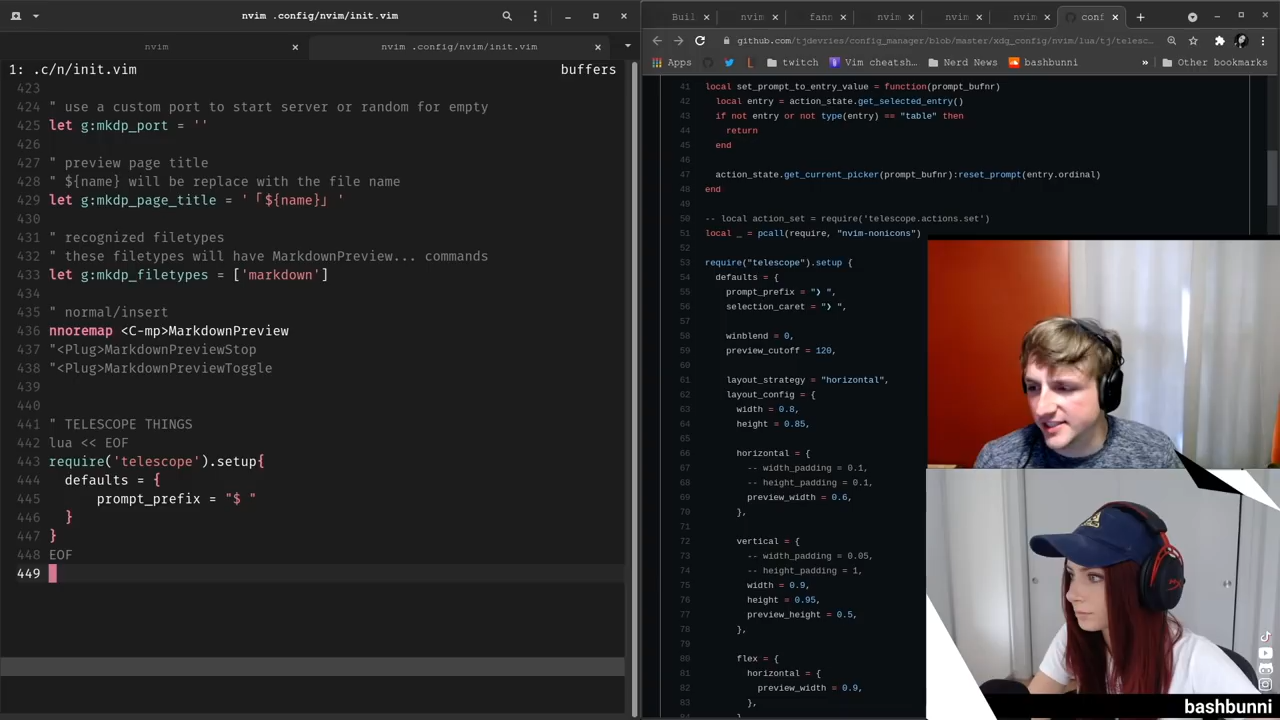 nvim .config/nvim/init.vim
nvim
nvim .config/nvim/init.vim
1: .c/n/init.vim
buffers
423
424 " use a custom port to start server or random for empty
425 let g:mkdp_port = ''
426
427 " preview page title
428 " ${name} will be replace with the file name
429 let g:mkdp_page_title = '「${name}」'
430
431 " recognized filetypes
432 " these filetypes will have MarkdownPreview... commands
433 let g:mkdp_filetypes = ['markdown']
434
435 " normal/insert
436 nnoremap <C-mp>MarkdownPreview
437 "<Plug>MarkdownPreviewStop
438 "<Plug>MarkdownPreviewToggle
439
440
441 " TELESCOPE THINGS
442 lua << EOF
443 require('telescope').setup{
444 defaults = {
445 prompt_prefix = "$ "
446 }
447 }
448 EOF
449
Buil
nvim
fann
nvim
nvim
nvim
conf
github.com/tjdevries/config_manager/blob/master/xdg_config/nvim/lua/tj/telesc...
Apps
twitch
Vim cheatsh...
Nerd News
bashbunni
»
Other bookmarks
41 local set_prompt_to_entry_value = function(prompt_bufnr)
42 local entry = action_state.get_selected_entry()
43 if not entry or not type(entry) == "table" then
44 return
45 end
46
47 action_state.get_current_picker(prompt_bufnr):reset_prompt(entry.ordinal)
48 end
49
50 -- local action_set = require('telescope.actions.set')
51 local _ = pcall(require, "nvim-nonicons")
52
53 require("telescope").setup {
54 defaults = {
55 prompt_prefix = "❯ ",
56 selection_caret = "❯ ",
57
58 winblend = 0,
59 preview_cutoff = 120,
60
61 layout_strategy = "horizontal",
62 layout_config = {
63 width = 0.8,
64 height = 0.85,
65
66 horizontal = {
67 -- width_padding = 0.1,
68 -- height_padding = 0.1,
69 preview_width = 0.6,
70 },
71
72 vertical = {
73 -- width_padding = 0.05,
74 -- height_padding = 1,
75 width = 0.9,
76 height = 0.95,
77 preview_height = 0.5,
78 },
79
80 flex = {
81 horizontal = {
82 preview_width = 0.9,
83 },
bashbunni